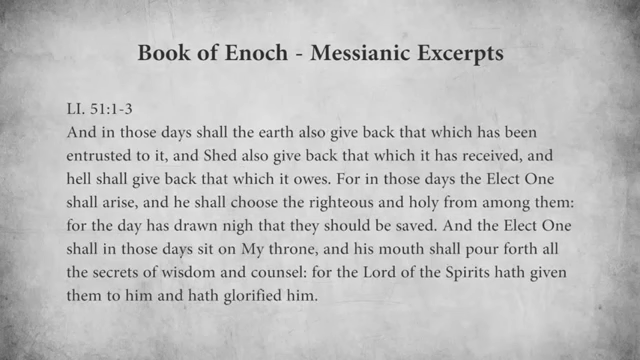 Book of Enoch - Messianic Excerpts
LI. 51:1-3
And in those days shall the earth also give back that which has been
entrusted to it, and Shed also give back that which it has received, and
hell shall give back that which it owes. For in those days the Elect One
shall arise, and he shall choose the righteous and holy from among them:
for the day has drawn nigh that they should be saved. And the Elect One
shall in those days sit on My throne, and his mouth shall pour forth all
the secrets of wisdom and counsel: for the Lord of the Spirits hath given
them to him and hath glorified him.